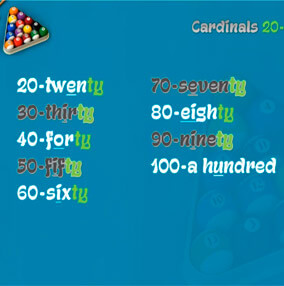 Cardinals 20-
20-twenty
30-thirty
40-forty
50-fifty
60-sixty
70-seventy
80-eighty
90-ninety
100-a hundred